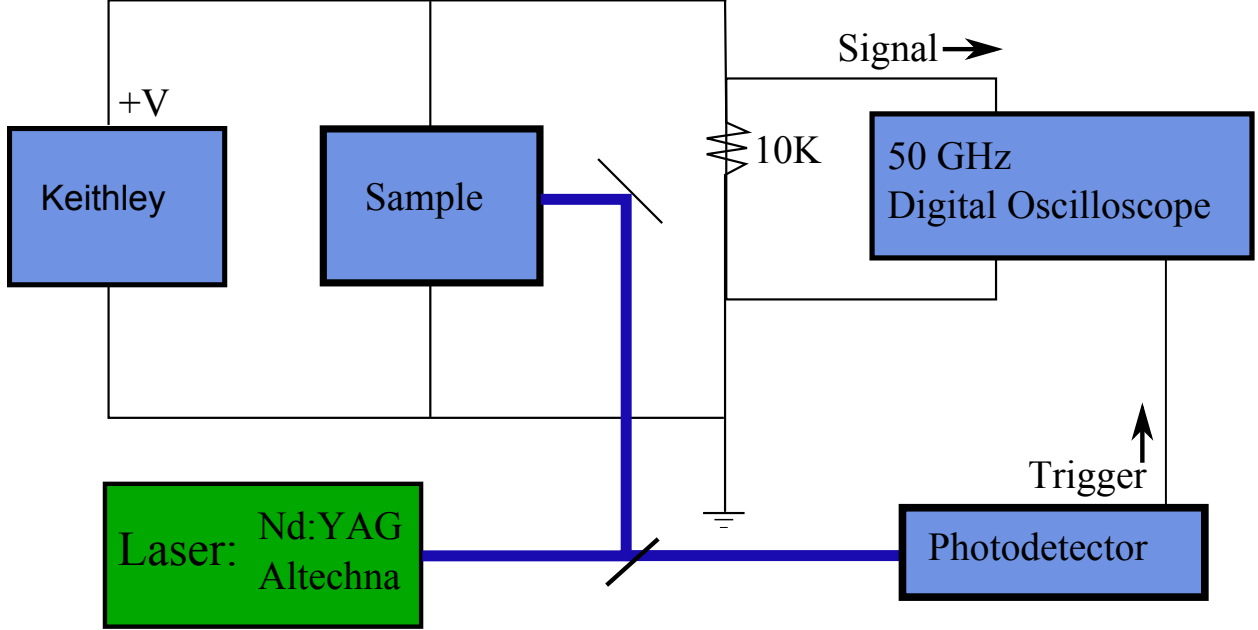 Signal
+V
Keithley
Sample
10K
50 GHz
Digital Oscilloscope
Trigger
Laser:
Nd:YAG
Altechna
Photodetector